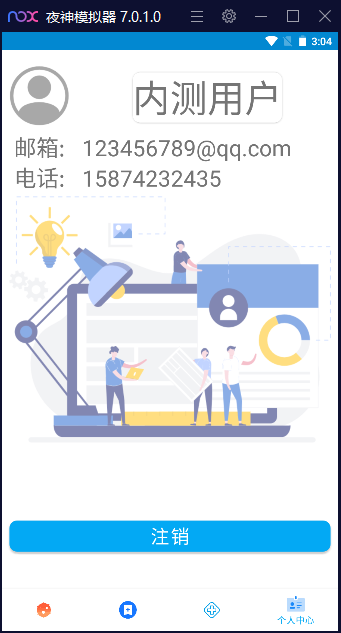 nox 夜神模拟器 7.0.1.0
3:04
内测用户
邮箱: 123456789@qq.com
电话: 15874232435
注销
个人中心